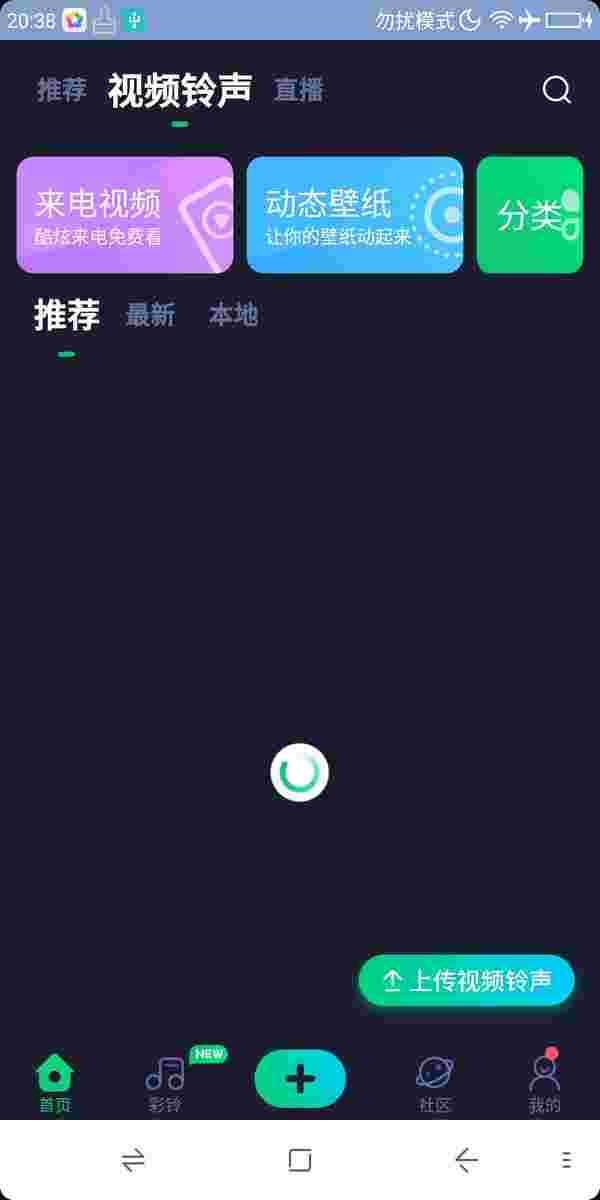 20:38 勿扰模式
推荐 视频铃声 直播
来电视频 动态壁纸 分类
酷炫来电免费看 让你的壁纸动起来
推荐 最新 本地
上传视频铃声
NEW
首页 彩铃 社区 我的